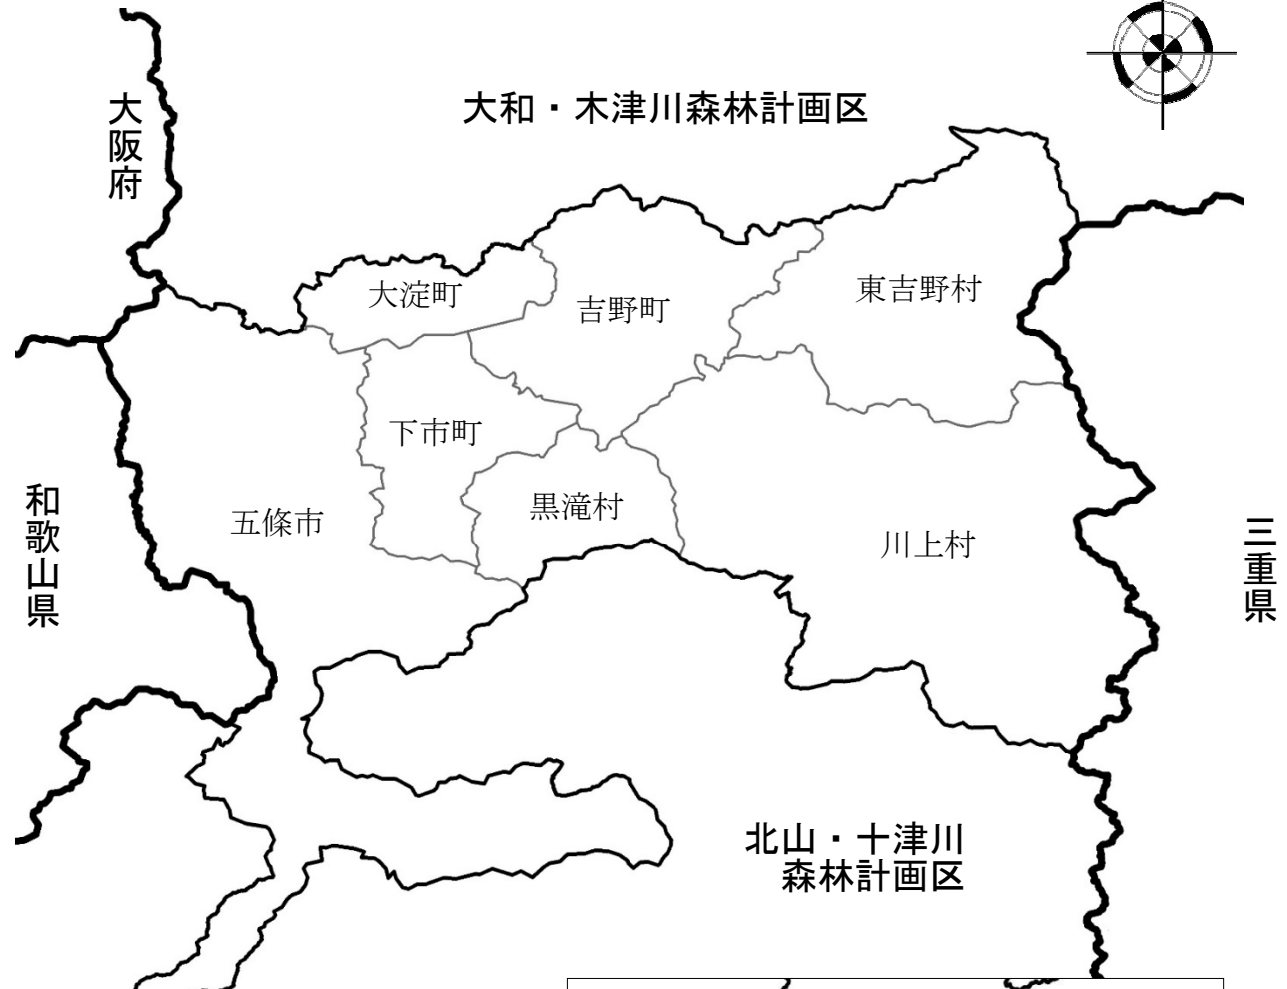 大和・木津川森林計画区
大阪府
東吉野村
大淀町
吉野町
下市町
黒滝村
五條市
川上村
和歌山県
三重県
北山・十津川
森林計画区